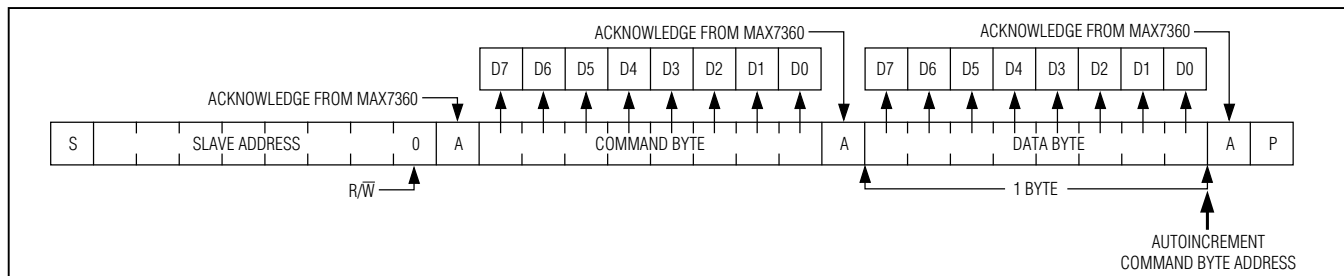 ACKNOWLEDGE FROM MAX7360 ACKNOWLEDGE FROM MAX7360
D7 D6 D5 D4 D3 D2 D1 D0 D7 D6 D5 D4 D3 D2 D1 D0
ACKNOWLEDGE FROM MAX7360
S SLAVE ADDRESS 0 A COMMAND BYTE A DATA BYTE A P
R/W̅ 1 BYTE
AUTOINCREMENT
COMMAND BYTE ADDRESS